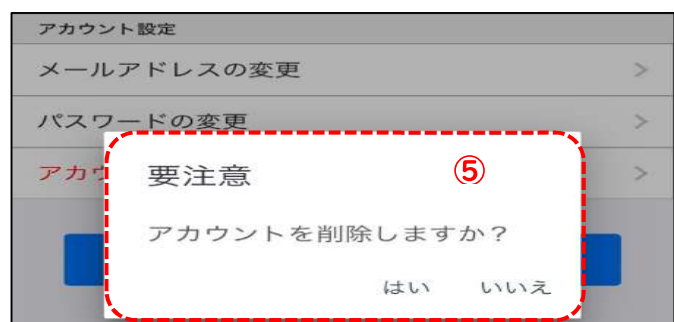 アカウント設定
メールアドレスの変更
パスワードの変更
アカウ
要注意
⑤
アカウントを削除しますか？
はい いいえ